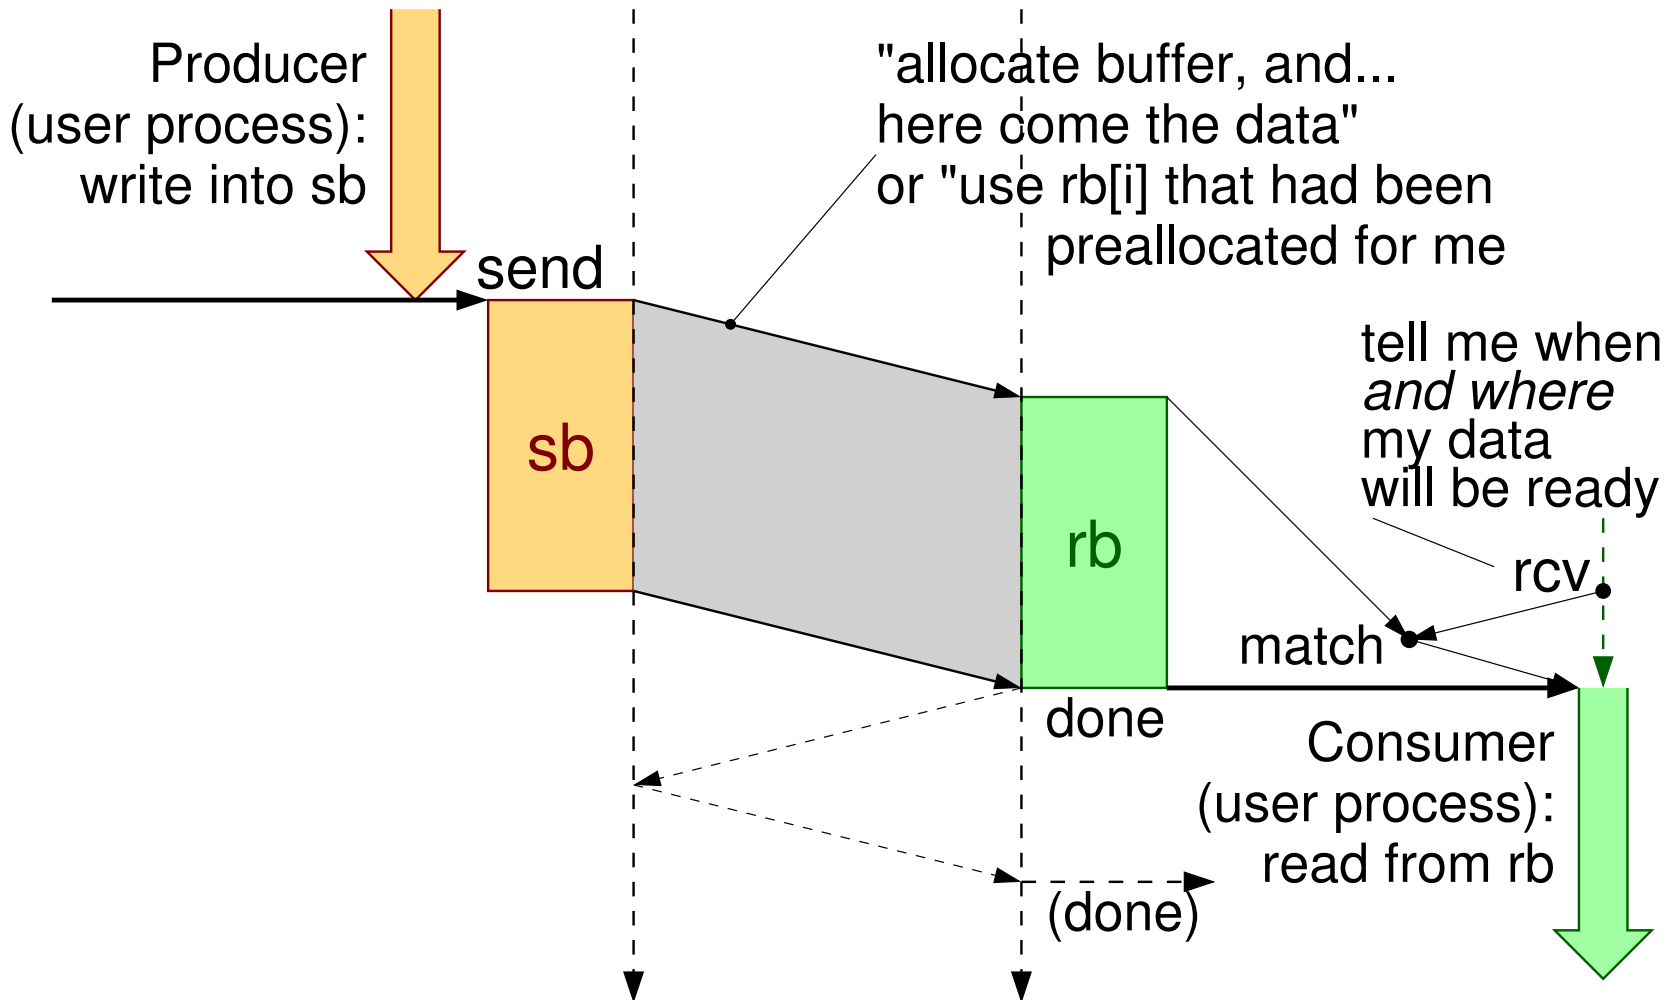 Producer
(user process):
write into sb
"allocate buffer, and...
here come the data"
or "use rb[i] that had been
preallocated for me
send
tell me when
and where
my data
will be ready
sb
rb
rcv
match
done
Consumer
(user process):
read from rb
(done)